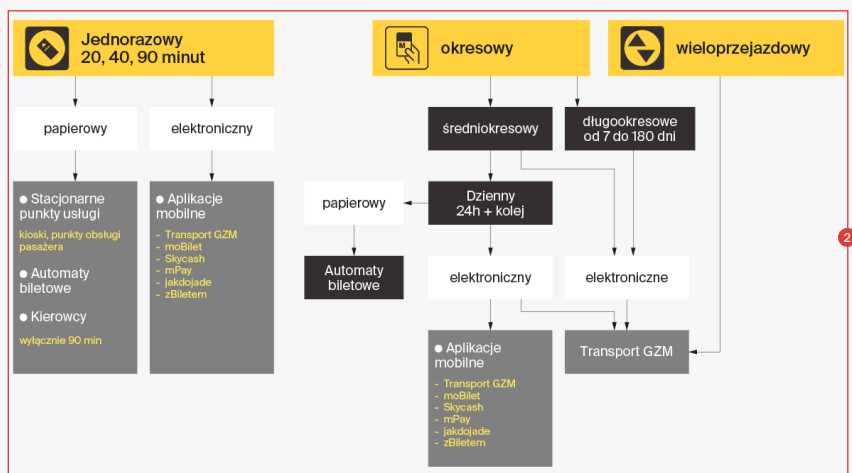 Jednorazowy
20, 40, 90 minut
M
okresowy
wieloprzejazdowy
papierowy
elektroniczny
średniokresowy
długookresowe
od 7 do 180 dni
● Stacjonarne
punkty usługi
kioski, punkty obsługi
pasażera
● Automaty
biletowe
● Kierowcy
wyłącznie 90 min
● Aplikacje
mobilne
- Transport GZM
- moBilet
- Skycash
- mPay
- jakdojade
- zBiletem
papierowy
Dzienny
24h + kolej
2
Automaty
biletowe
elektroniczny
elektroniczne
● Aplikacje
mobilne
- Transport GZM
- moBilet
- Skycash
- mPay
- jakdojade
- zBiletem
Transport GZM